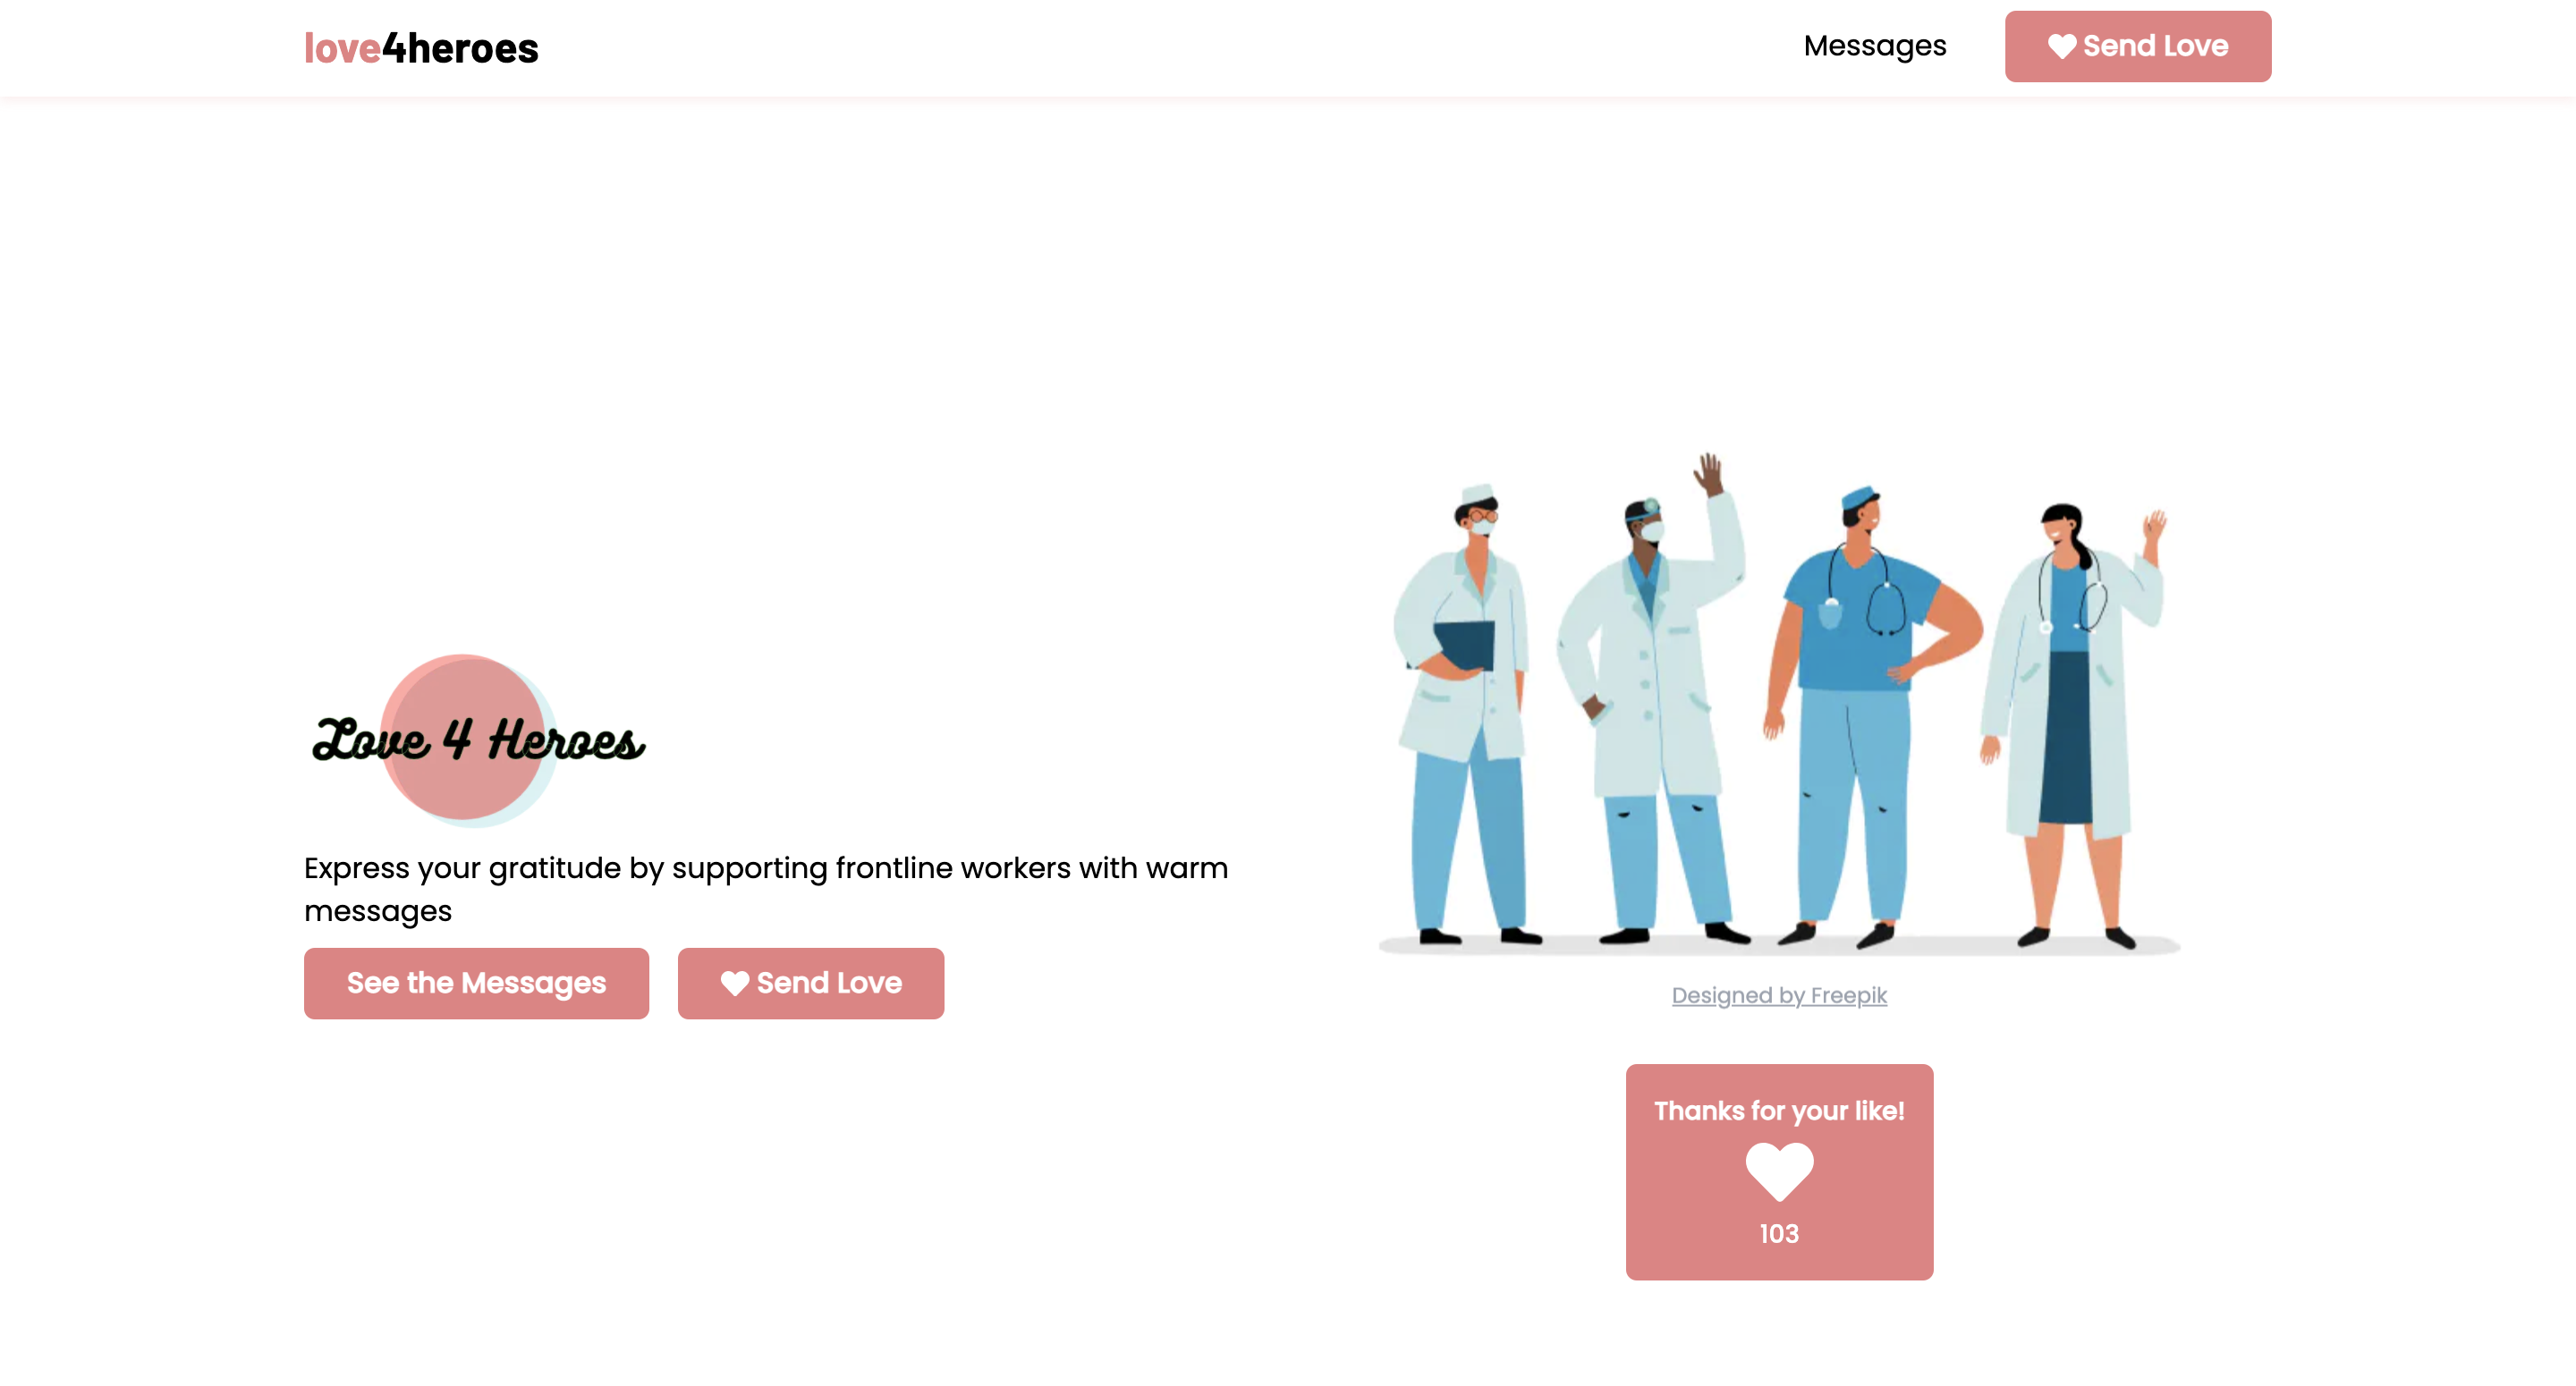 love4heroes
Messages
Send Love
Love 4 Heroes
Express your gratitude by supporting frontline workers with warm
messages
See the Messages
Send Love
Designed by Freepik
Thanks for your like!
103